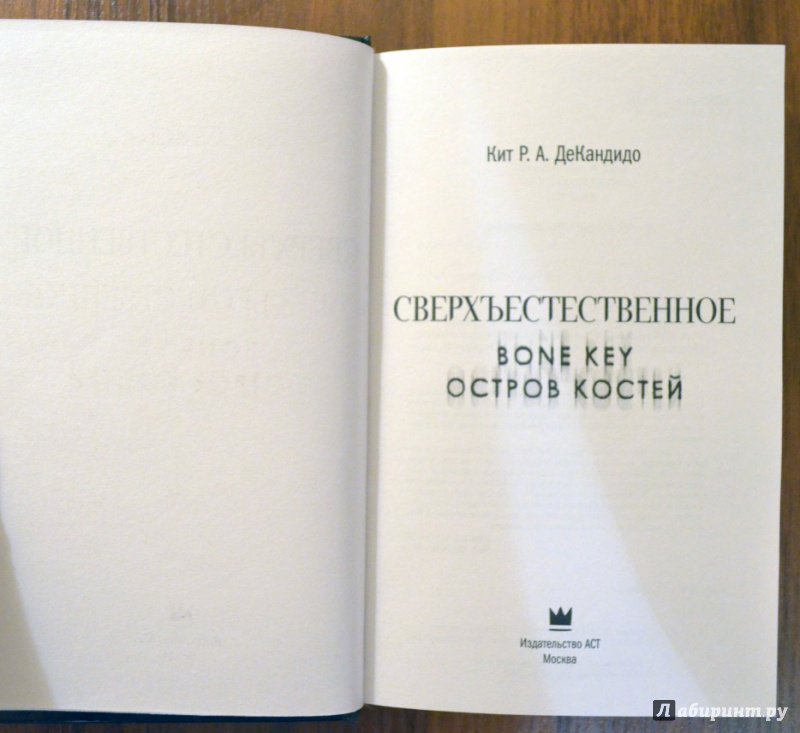 Кит Р. А. ДеКандидо
СВЕРХЪЕСТЕСТВЕННОЕ
BONE KEY
ОСТРОВ КОСТЕЙ
Издательство АСТ
Москва
Лабиринт.ру